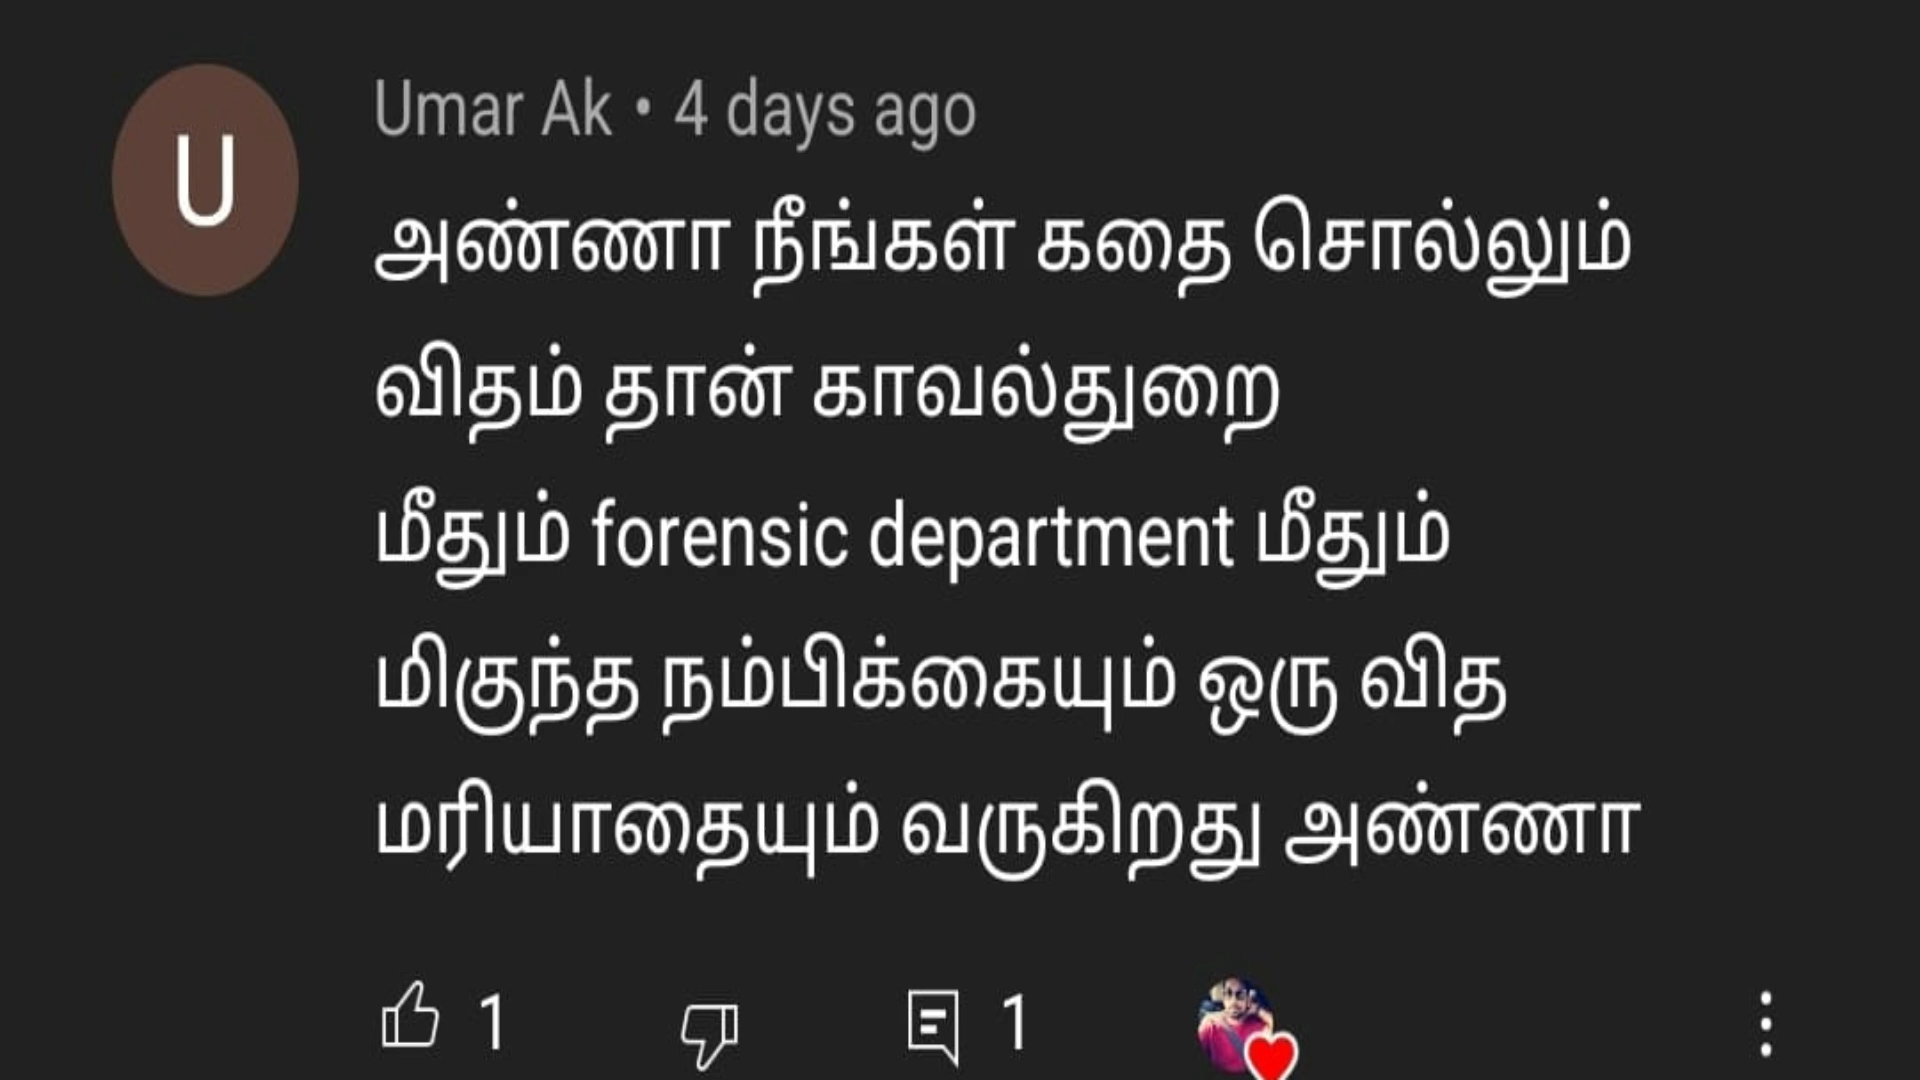 U
Umar Ak • 4 days ago
அண்ணா நீங்கள் கதை சொல்லும்
விதம் தான் காவல்துறை
மீதும் forensic department மீதும்
மிகுந்த நம்பிக்கையும் ஒரு வித
மரியாதையும் வருகிறது அண்ணா
1 1